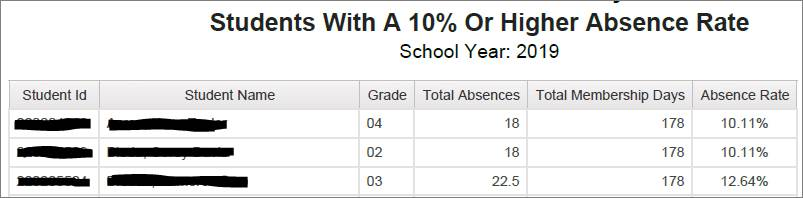 Students With A 10% Or Higher Absence Rate
School Year: 2019
Student Id Student Name Grade Total Absences Total Membership Days Absence Rate
04 18 178 10.11%
02 18 178 10.11%
03 22.5 178 12.64%